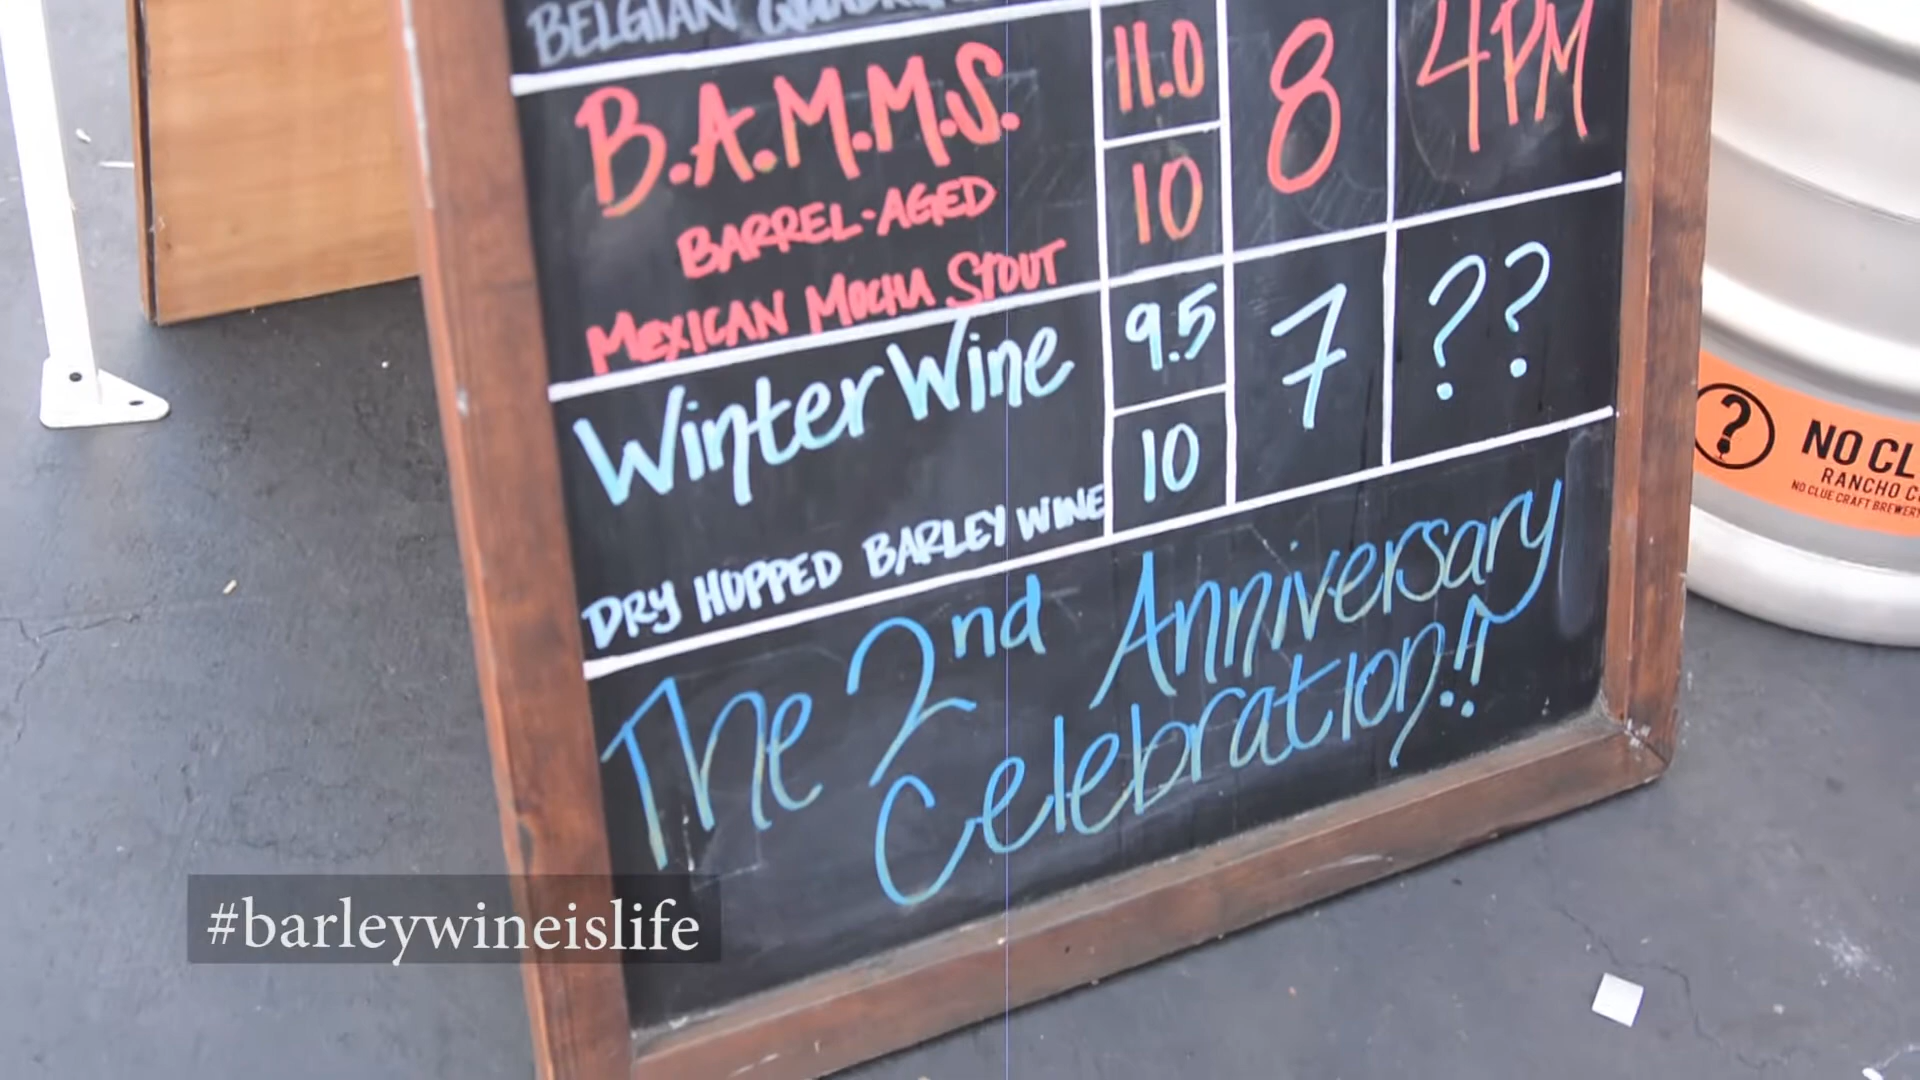 BELGIAN
B.A.M.M.S. 11.0 8 4PM
10
BARREL-AGED
MEXICAN MOCHA STOUT
Winter Wine 9.5 7 ??
10
DRY HOPPED BARLEY WINE
The 2nd Anniversary
Celebration!!
? NO CL
RANCHO C
NO CLUE CRAFT BREWERY
#barleywineislife